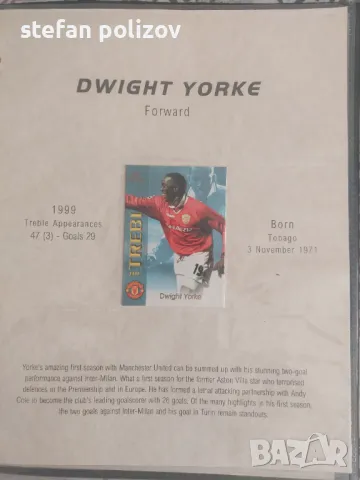 stefan polizov
DWIGHT YORKE
Forward
1999
Treble Appearances
47 (3) - Goals 29
Born
Tobago
3 November 1971
TREBL
19
Dwight Yorke
Yorke's amazing first season with Manchester United can be summed up with his stunning two-goal
performance against Inter-Milan. What a first season for the former Aston Villa star who terrorised
defences in the Premiership and in Europe. He has formed a lethal attacking partnership with Andy
Cole to become the club's leading goalscorer with 29 goals. Of the many highlights in his first season,
the two goals against Inter-Milan and his goal in Turin remain standouts.
bazar.bg